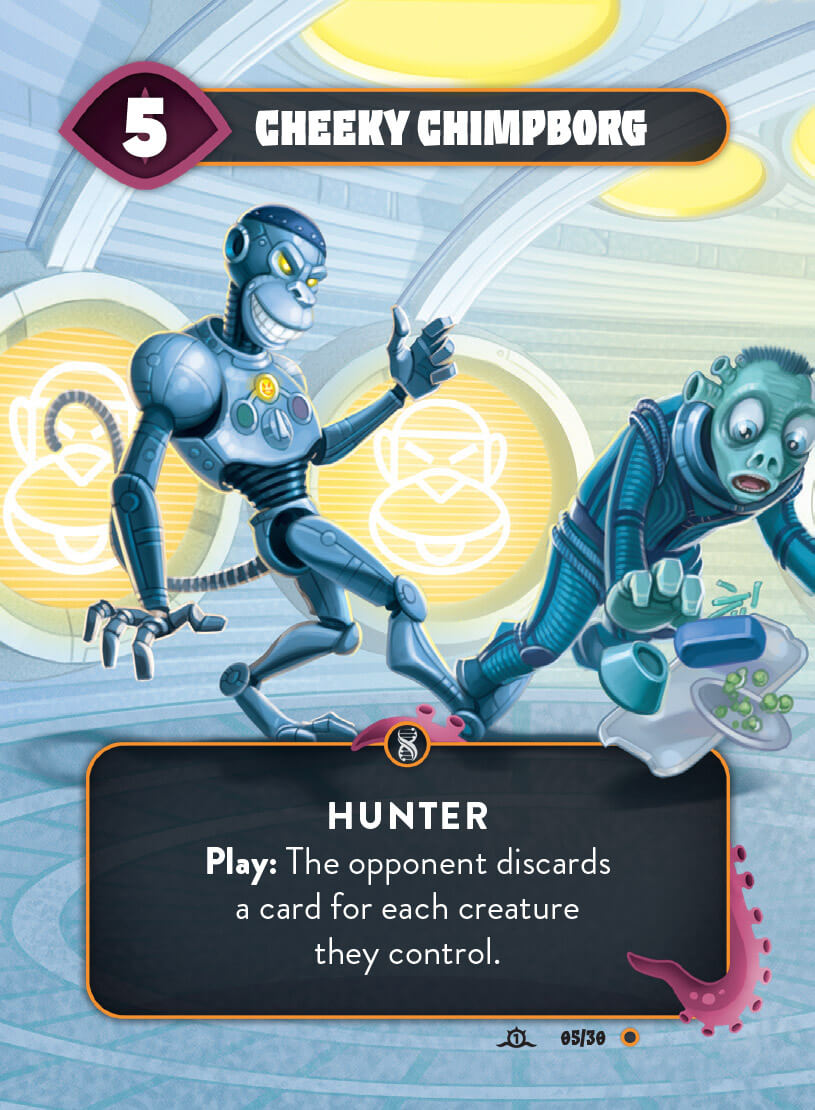 5
CHEEKY CHIMPBORG
HUNTER
Play: The opponent discards
a card for each creature
they control.
1 05/30